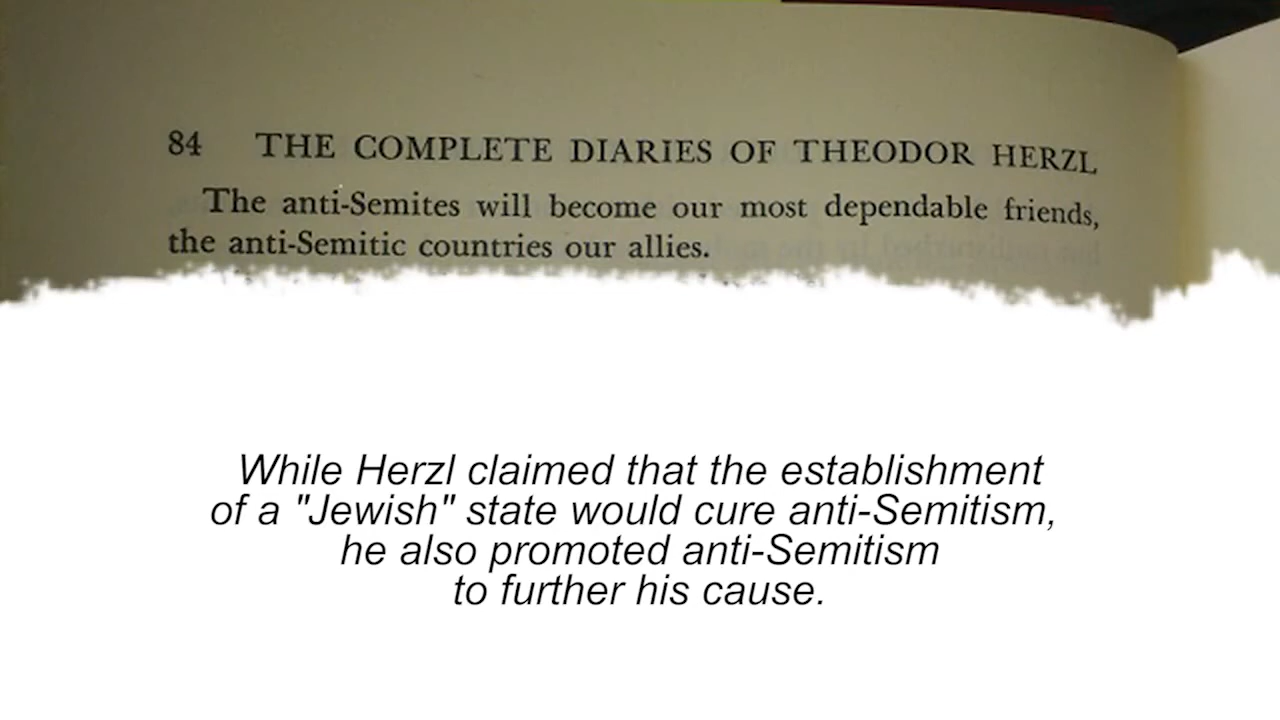 84 THE COMPLETE DIARIES OF THEODOR HERZL
The anti-Semites will become our most dependable friends,
the anti-Semitic countries our allies.
While Herzl claimed that the establishment
of a "Jewish" state would cure anti-Semitism,
he also promoted anti-Semitism
to further his cause.